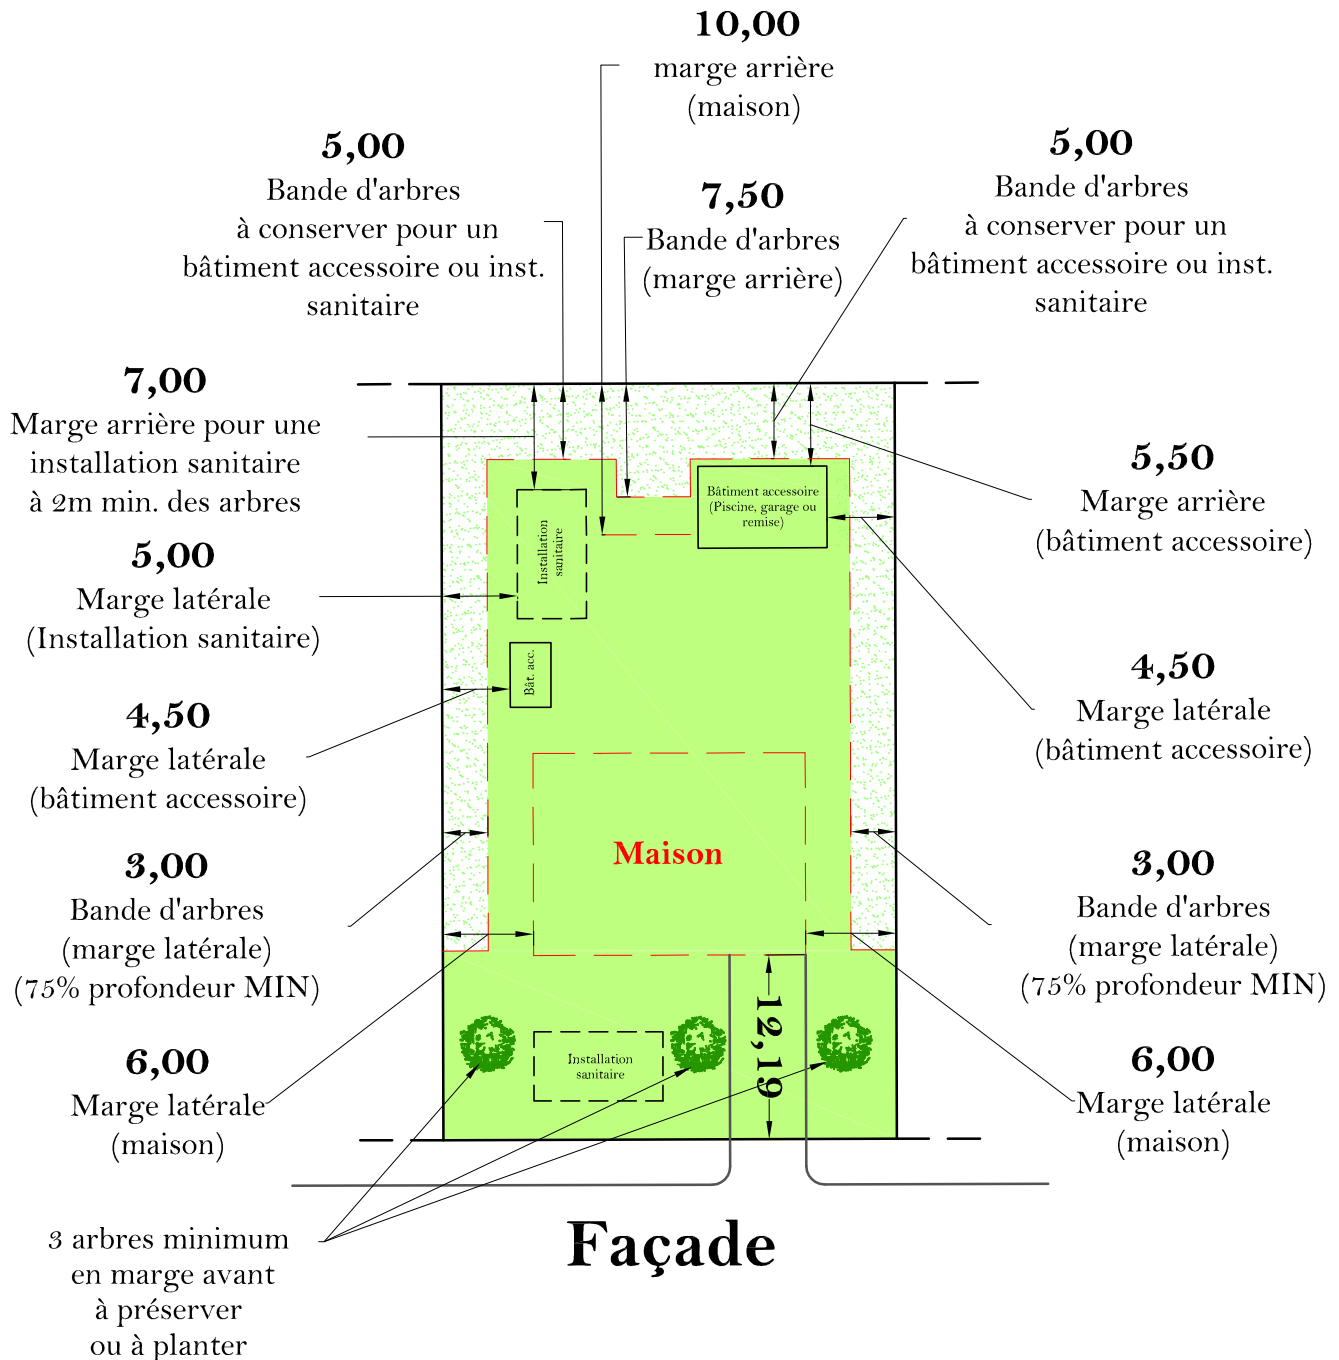 10,00
marge arrière
(maison)
5,00
Bande d'arbres
à conserver pour un
bâtiment accessoire ou inst.
sanitaire
7,50
Bande d'arbres
(marge arrière)
5,00
Bande d'arbres
à conserver pour un
bâtiment accessoire ou inst.
sanitaire
7,00
Marge arrière pour une
installation sanitaire
à 2m min. des arbres
5,00
Marge latérale
(Installation sanitaire)
4,50
Marge latérale
(bâtiment accessoire)
3,00
Bande d'arbres
(marge latérale)
(75% profondeur MIN)
6,00
Marge latérale
(maison)
3 arbres minimum
en marge avant
à préserver
ou à planter
Installation
sanitaire
Bât. acc.
Bâtiment accessoire
(Piscine, garage ou
remise)
Maison
Installation
sanitaire
12,19
Façade
5,50
Marge arrière
(bâtiment accessoire)
4,50
Marge latérale
(bâtiment accessoire)
3,00
Bande d'arbres
(marge latérale)
(75% profondeur MIN)
6,00
Marge latérale
(maison)